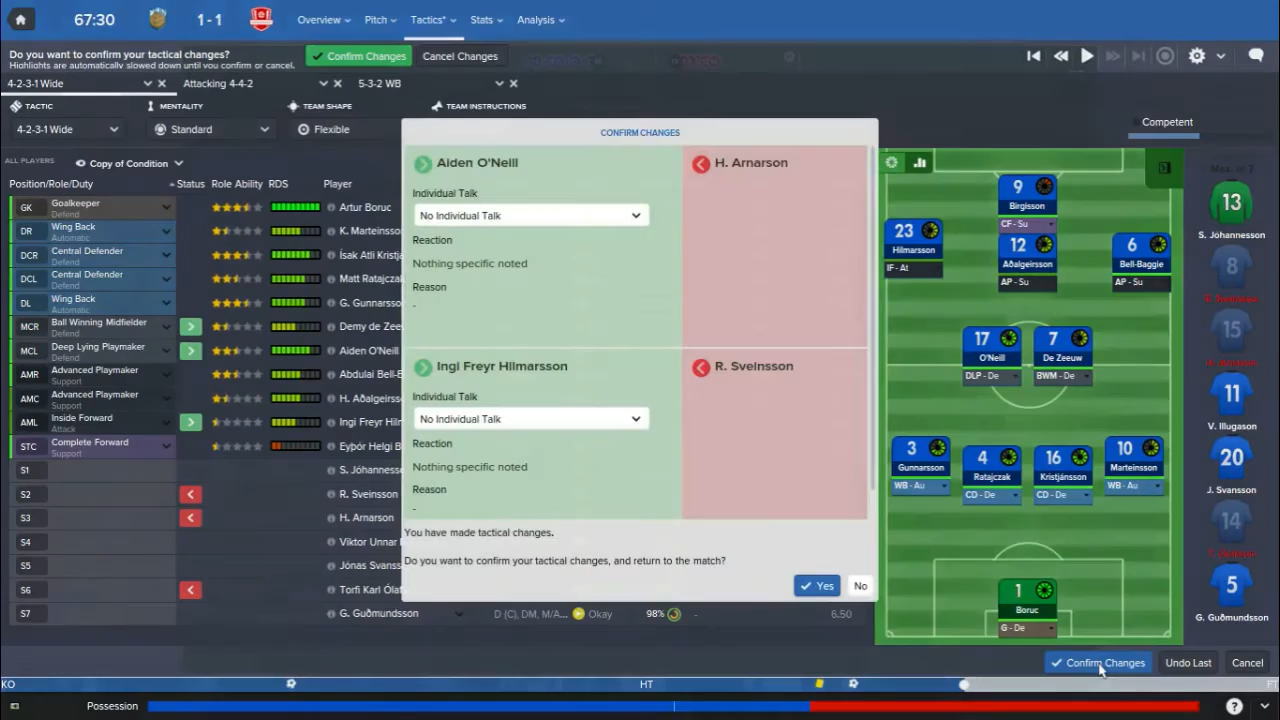 67:30
1 - 1
Overview
Pitch
Tactics*
Stats
Analysis
Do you want to confirm your tactical changes?
Highlights are automatically slowed down until you confirm or cancel.
Confirm Changes
Cancel Changes
4-2-3-1 Wide
Attacking 4-4-2
5-3-2 WB
TACTIC
MENTALITY
TEAM SHAPE
TEAM INSTRUCTIONS
4-2-3-1 Wide
Standard
Flexible
Competent
ALL PLAYERS
Copy of Condition
Position/Role/Duty
Status
Role Ability
RDS
Player
GK
Goalkeeper
Defend
Artur Boruc
DR
Wing Back
Automatic
K. Marteinsso
DCR
Central Defender
Defend
Ísak Atli Kristj
DCL
Central Defender
Defend
Matt Ratajczak
DL
Wing Back
Automatic
G. Gunnarsso
MCR
Ball Winning Midfielder
Defend
Demy de Zee
MCL
Deep Lying Playmaker
Defend
Aiden O'Neill
AMR
Advanced Playmaker
Support
Abdulai Bell-B
AMC
Advanced Playmaker
Support
H. Aðalgeirss
AML
Inside Forward
Attack
Ingi Freyr Hilm
STC
Complete Forward
Support
Eyþór Helgi B
S1
S. Jóhannesso
S2
R. Sveinsson
S3
H. Arnarson
S4
Viktor Unnar
S5
Jónas Svanss
S6
Torfi Karl Ólaf
S7
G. Guðmundsson
D (C), DM, M/A...
Okay
98%
-
6.50
CONFIRM CHANGES
Aiden O'Neill
H. Arnarson
Individual Talk
No Individual Talk
Reaction
Nothing specific noted
Reason
-
Ingi Freyr Hilmarsson
R. Sveinsson
Individual Talk
No Individual Talk
Reaction
Nothing specific noted
Reason
-
You have made tactical changes.
Do you want to confirm your tactical changes, and return to the match?
Yes
No
9
Birgisson
CF - Su
23
Hilmarsson
IF - At
12
Aðalgeirsson
AP - Su
6
Bell-Baggie
AP - Su
17
O'Neill
DLP - De
7
De Zeeuw
BWM - De
3
Gunnarsson
WB - Au
4
Ratajczak
CD - De
16
Kristjánsson
CD - De
10
Marteinsson
WB - Au
1
Boruc
G - De
13
S. Jóhannesson
8
15
11
V. Illugason
20
J. Svansson
14
5
G. Guðmundsson
Confirm Changes
Undo Last
Cancel
KO
HT
FT
Possession